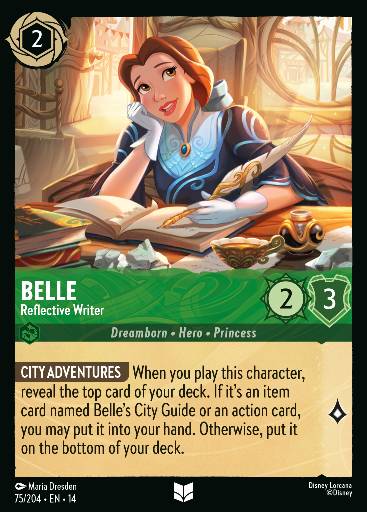 2
BELLE
Reflective Writer
2
3
Dreamborn • Hero • Princess
CITY ADVENTURES When you play this character,
reveal the top card of your deck. If it's an item
card named Belle's City Guide or an action card,
you may put it into your hand. Otherwise, put it
on the bottom of your deck.
Maria Dresden
Disney Lorcana
75/204 • EN • 14
©Disney